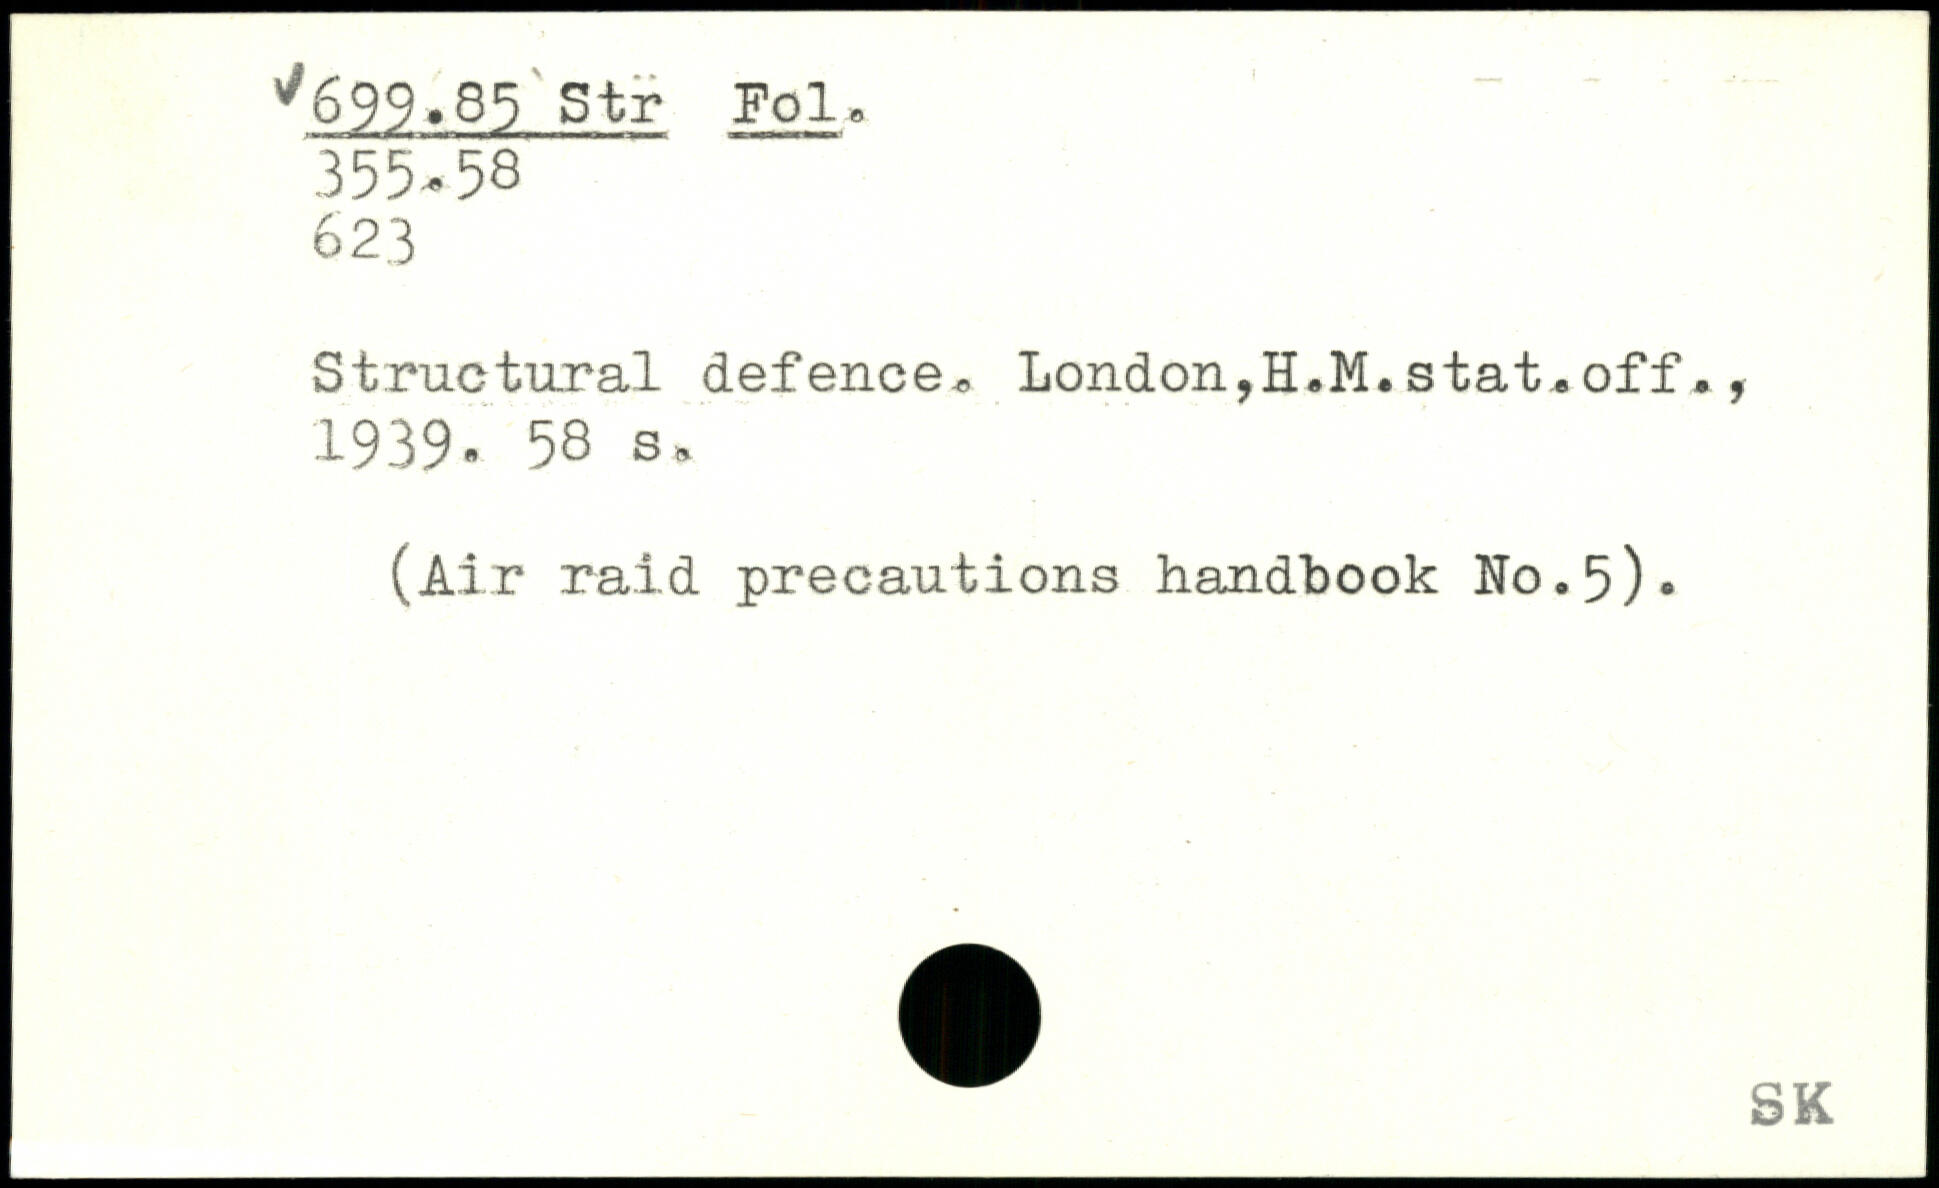 699.85 Str Fol.
355.58
623
Structural defence. London,H.M.stat.off.,
1939. 58 s.
(Air raid precautions handbook No.5).
SK